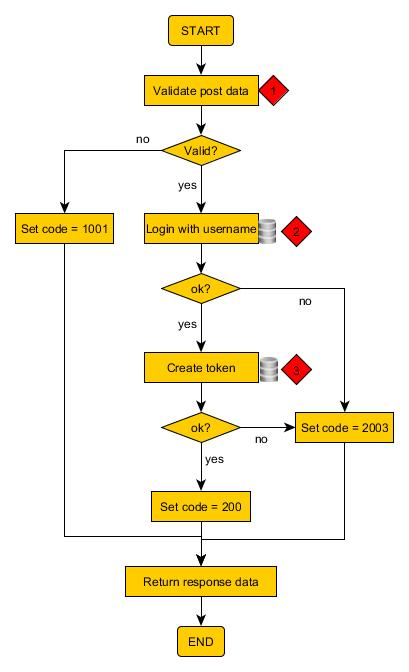 START
Validate post data
1
no
Valid?
yes
Set code = 1001
Login with username
2
ok?
no
yes
Create token
3
ok?
no
Set code = 2003
yes
Set code = 200
Return response data
END